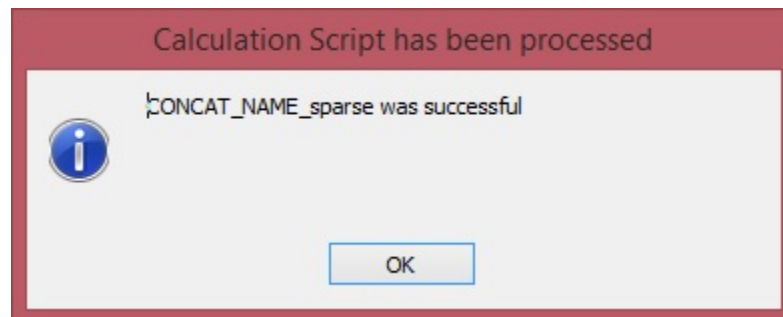 Calculation Script has been processed
CONCAT_NAME_sparse was successful
OK